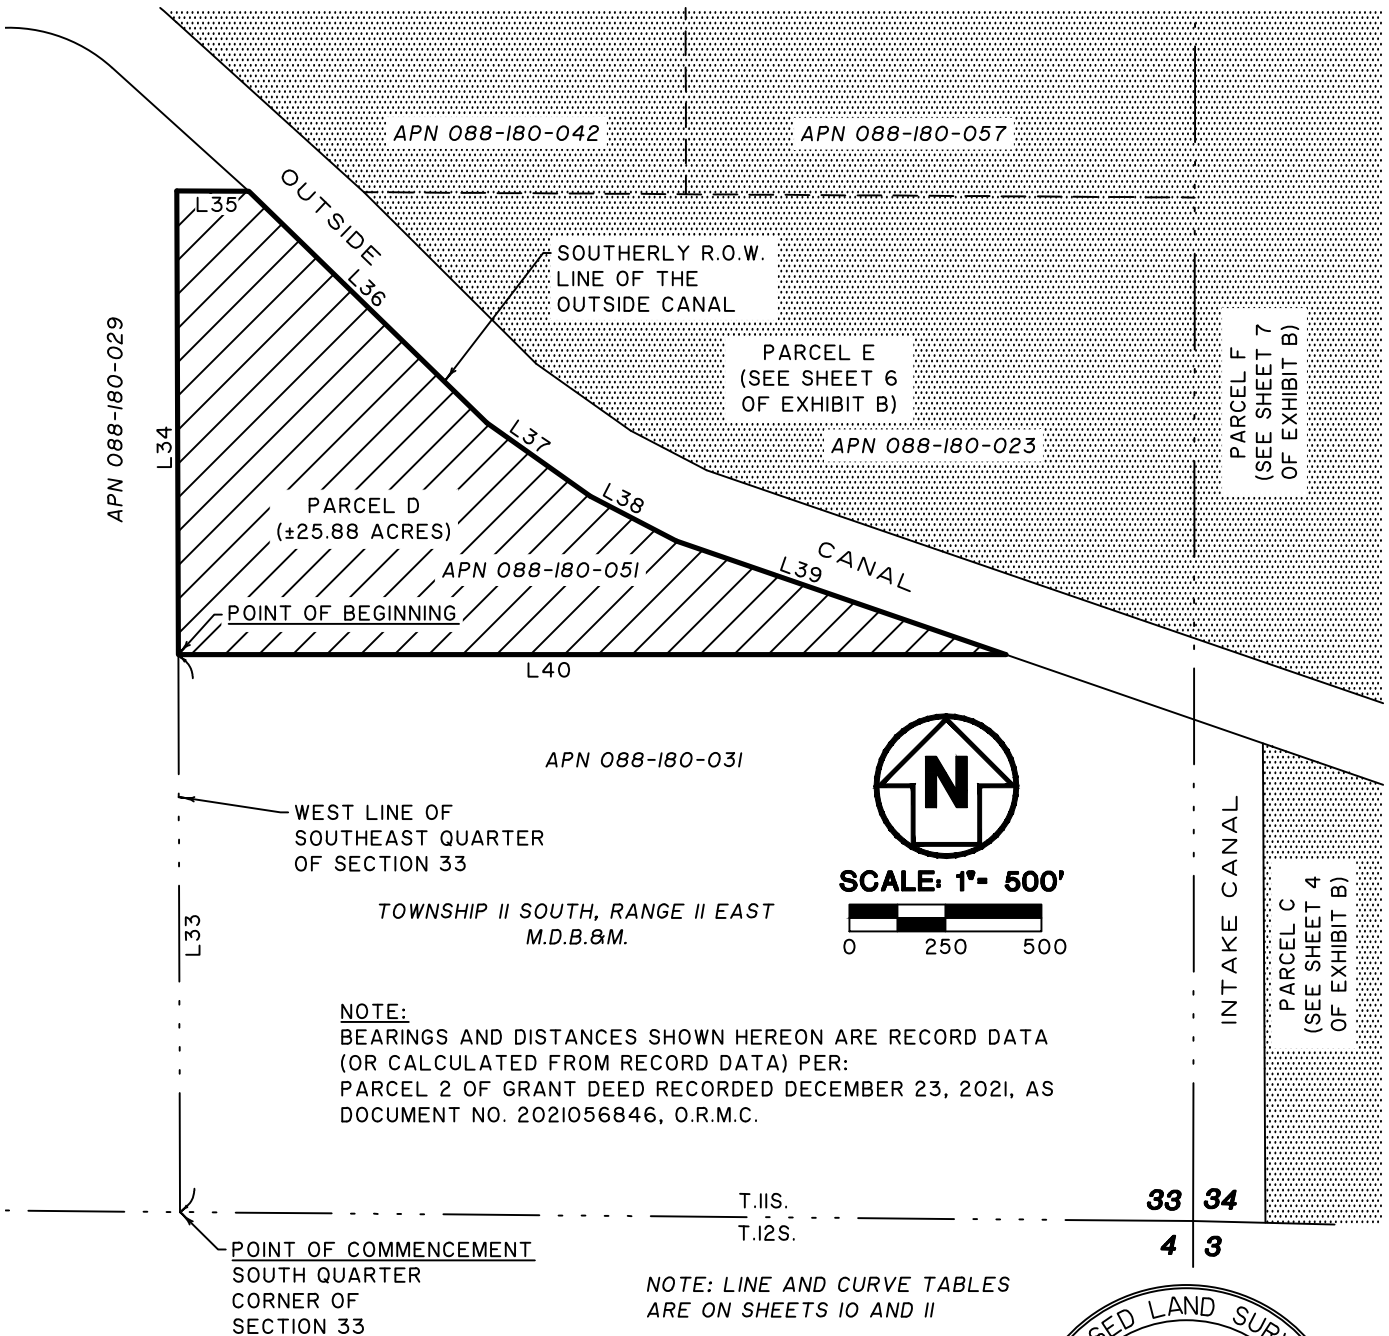 APN 088-180-042
APN 088-180-057
OUTSIDE
L35
SOUTHERLY R.O.W.
LINE OF THE
OUTSIDE CANAL
L36
APN 088-180-029
PARCEL E
(SEE SHEET 6
OF EXHIBIT B)
PARCEL F
(SEE SHEET 7
OF EXHIBIT B)
APN 088-180-023
L34
L37
L38
PARCEL D
(±25.88 ACRES)
CANAL
L39
APN 088-180-051
POINT OF BEGINNING
L40
APN 088-180-031
N
WEST LINE OF
SOUTHEAST QUARTER
OF SECTION 33
SCALE: 1"= 500'
0 250 500
INTAKE CANAL
PARCEL C
(SEE SHEET 4
OF EXHIBIT B)
TOWNSHIP 11 SOUTH, RANGE 11 EAST
M.D.B.&M.
L33
NOTE:
BEARINGS AND DISTANCES SHOWN HEREON ARE RECORD DATA
(OR CALCULATED FROM RECORD DATA) PER:
PARCEL 2 OF GRANT DEED RECORDED DECEMBER 23, 2021, AS
DOCUMENT NO. 2021056846, O.R.M.C.
T.11S.
T.12S.
33 34
4 3
POINT OF COMMENCEMENT
SOUTH QUARTER
CORNER OF
SECTION 33
NOTE: LINE AND CURVE TABLES
ARE ON SHEETS 10 AND 11
LAND